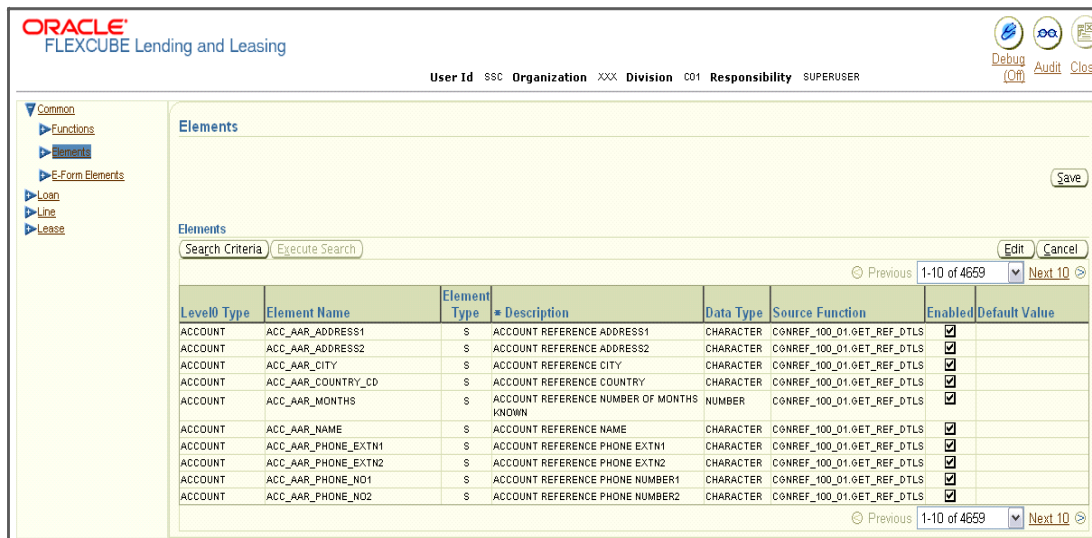 ORACLE
FLEXCUBE Lending and Leasing
Debug (Off)
Audit
Clos
User Id SSC Organization XXX Division C01 Responsibility SUPERUSER
Common
Functions
Elements
E-Form Elements
Loan
Line
Lease
Elements
Save
Elements
Search Criteria Execute Search Edit Cancel
Previous 1-10 of 4659 Next 10
Level0 Type Element Name Element Type * Description Data Type Source Function Enabled Default Value
ACCOUNT ACC_AAR_ADDRESS1 S ACCOUNT REFERENCE ADDRESS1 CHARACTER CGNREF_100_01.GET_REF_DTLS
ACCOUNT ACC_AAR_ADDRESS2 S ACCOUNT REFERENCE ADDRESS2 CHARACTER CGNREF_100_01.GET_REF_DTLS
ACCOUNT ACC_AAR_CITY S ACCOUNT REFERENCE CITY CHARACTER CGNREF_100_01.GET_REF_DTLS
ACCOUNT ACC_AAR_COUNTRY_CD S ACCOUNT REFERENCE COUNTRY CHARACTER CGNREF_100_01.GET_REF_DTLS
ACCOUNT ACC_AAR_MONTHS S ACCOUNT REFERENCE NUMBER OF MONTHS KNOWN NUMBER CGNREF_100_01.GET_REF_DTLS
ACCOUNT ACC_AAR_NAME S ACCOUNT REFERENCE NAME CHARACTER CGNREF_100_01.GET_REF_DTLS
ACCOUNT ACC_AAR_PHONE_EXTN1 S ACCOUNT REFERENCE PHONE EXTN1 CHARACTER CGNREF_100_01.GET_REF_DTLS
ACCOUNT ACC_AAR_PHONE_EXTN2 S ACCOUNT REFERENCE PHONE EXTN2 CHARACTER CGNREF_100_01.GET_REF_DTLS
ACCOUNT ACC_AAR_PHONE_NO1 S ACCOUNT REFERENCE PHONE NUMBER1 CHARACTER CGNREF_100_01.GET_REF_DTLS
ACCOUNT ACC_AAR_PHONE_NO2 S ACCOUNT REFERENCE PHONE NUMBER2 CHARACTER CGNREF_100_01.GET_REF_DTLS
Previous 1-10 of 4659 Next 10